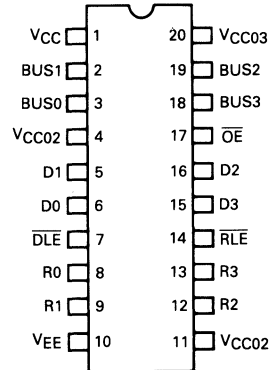 VCC 1 20 VCC03
BUS1 2 19 BUS2
BUS0 3 18 BUS3
VCC02 4 17 OE
D1 5 16 D2
D0 6 15 D3
DLE 7 14 RLE
R0 8 13 R3
R1 9 12 R2
VEE 10 11 VCC02